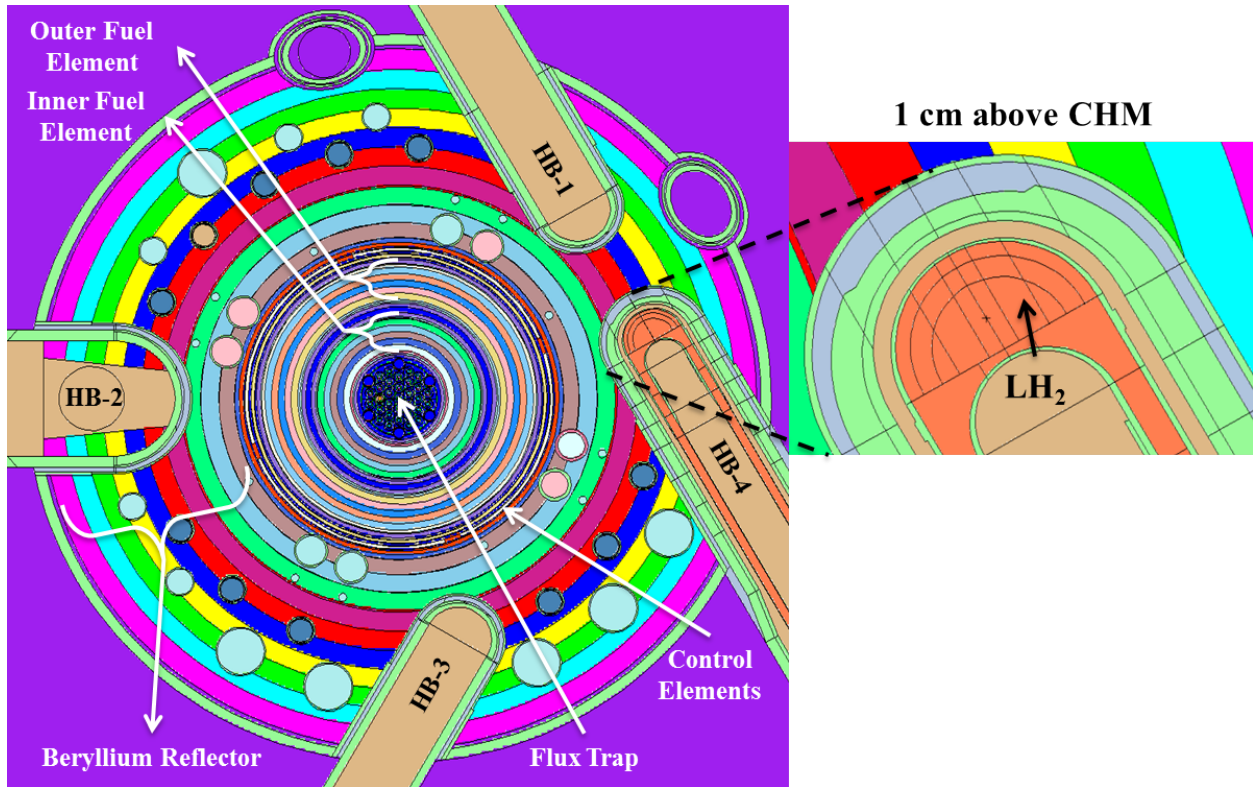 Outer Fuel
Element
Inner Fuel
Element
HB-1
1 cm above CHM
LH2
HB-2
HB-4
HB-3
Control
Elements
Beryllium Reflector
Flux Trap